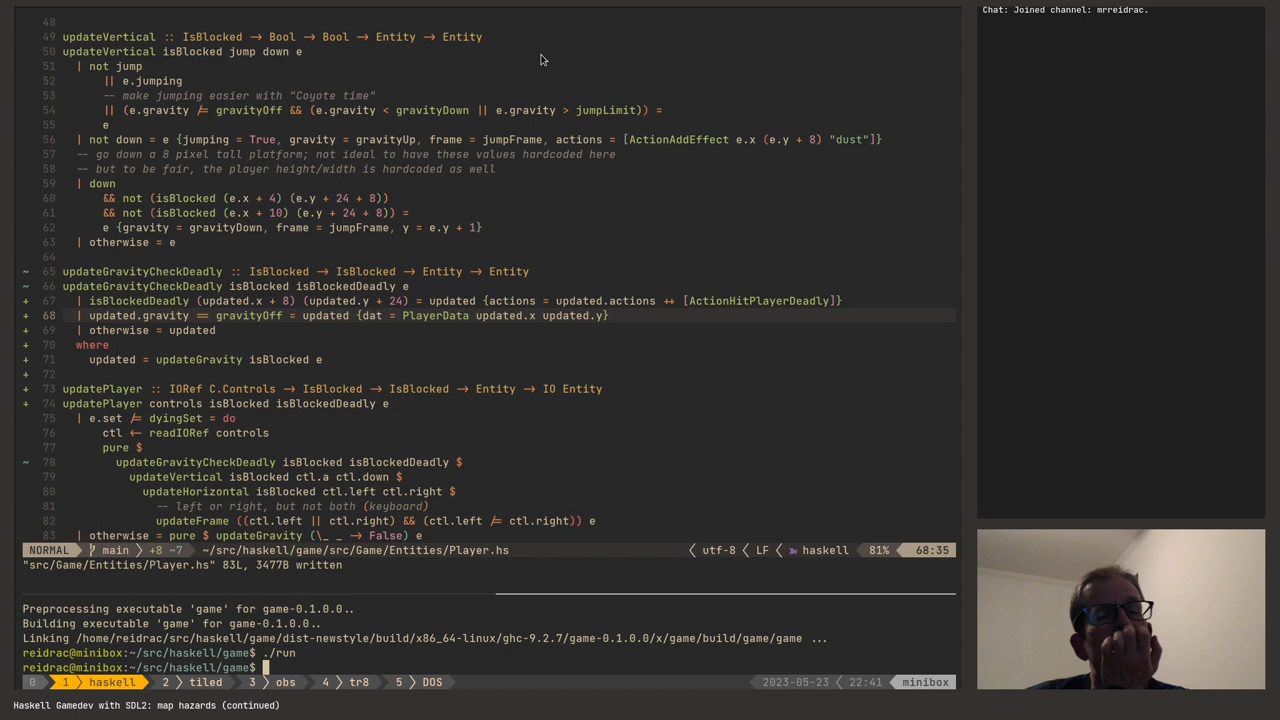 48
49 updateVertical :: IsBlocked → Bool → Bool → Entity → Entity
50 updateVertical isBlocked jump down e
51 | not jump
52 || e.jumping
53 -- make jumping easier with "Coyote time"
54 || (e.gravity /= gravityOff && (e.gravity < gravityDown || e.gravity > jumpLimit)) =
55 e
56 | not down = e {jumping = True, gravity = gravityUp, frame = jumpFrame, actions = [ActionAddEffect e.x (e.y + 8) "dust"]}
57 -- go down a 8 pixel tall platform; not ideal to have these values hardcoded here
58 -- but to be fair, the player height/width is hardcoded as well
59 | down
60 && not (isBlocked (e.x + 4) (e.y + 24 + 8))
61 && not (isBlocked (e.x + 10) (e.y + 24 + 8)) =
62 e {gravity = gravityDown, frame = jumpFrame, y = e.y + 1}
63 | otherwise = e
64
~ 65 updateGravityCheckDeadly :: IsBlocked → IsBlocked → Entity → Entity
~ 66 updateGravityCheckDeadly isBlocked isBlockedDeadly e
+ 67 | isBlockedDeadly (updated.x + 8) (updated.y + 24) = updated {actions = updated.actions ++ [ActionHitPlayerDeadly]}
+ 68 | updated.gravity == gravityOff = updated {dat = PlayerData updated.x updated.y}
+ 69 | otherwise = updated
+ 70 where
+ 71 updated = updateGravity isBlocked e
+ 72
+ 73 updatePlayer :: IORef C.Controls → IsBlocked → IsBlocked → Entity → IO Entity
+ 74 updatePlayer controls isBlocked isBlockedDeadly e
75 | e.set /= dyingSet = do
76 ctl ← readIORef controls
77 pure $
~ 78 updateGravityCheckDeadly isBlocked isBlockedDeadly $
79 updateVertical isBlocked ctl.a ctl.down $
80 updateHorizontal isBlocked ctl.left ctl.right $
81 -- left or right, but not both (keyboard)
82 updateFrame ((ctl.left || ctl.right) && (ctl.left /= ctl.right)) e
83 | otherwise = pure $ updateGravity (\_ _ → False) e
NORMAL main +8 ~7 ~/src/haskell/game/src/Game/Entities/Player.hs utf-8 < LF < haskell 81% 68:35
"src/Game/Entities/Player.hs" 83L, 3477B written
Preprocessing executable 'game' for game-0.1.0.0..
Building executable 'game' for game-0.1.0.0..
Linking /home/reidrac/src/haskell/game/dist-newstyle/build/x86_64-linux/ghc-9.2.7/game-0.1.0.0/x/game/build/game/game ...
reidrac@minibox:~/src/haskell/game$ ./run
reidrac@minibox:~/src/haskell/game$
0 1 haskell 2 tiled 3 obs 4 tr8 5 DOS 2023-05-23 22:41 minibox
Haskell Gamedev with SDL2: map hazards (continued)
Chat: Joined channel: mrreidrac.